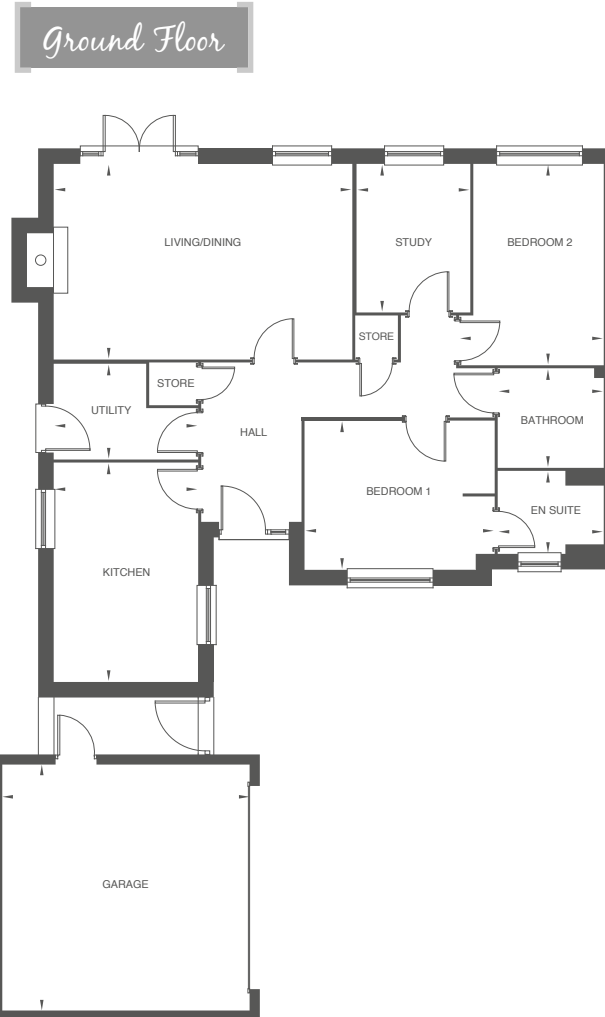 Ground Floor
LIVING/DINING
STUDY
BEDROOM 2
STORE
STORE
UTILITY
BATHROOM
HALL
BEDROOM 1
EN SUITE
KITCHEN
GARAGE